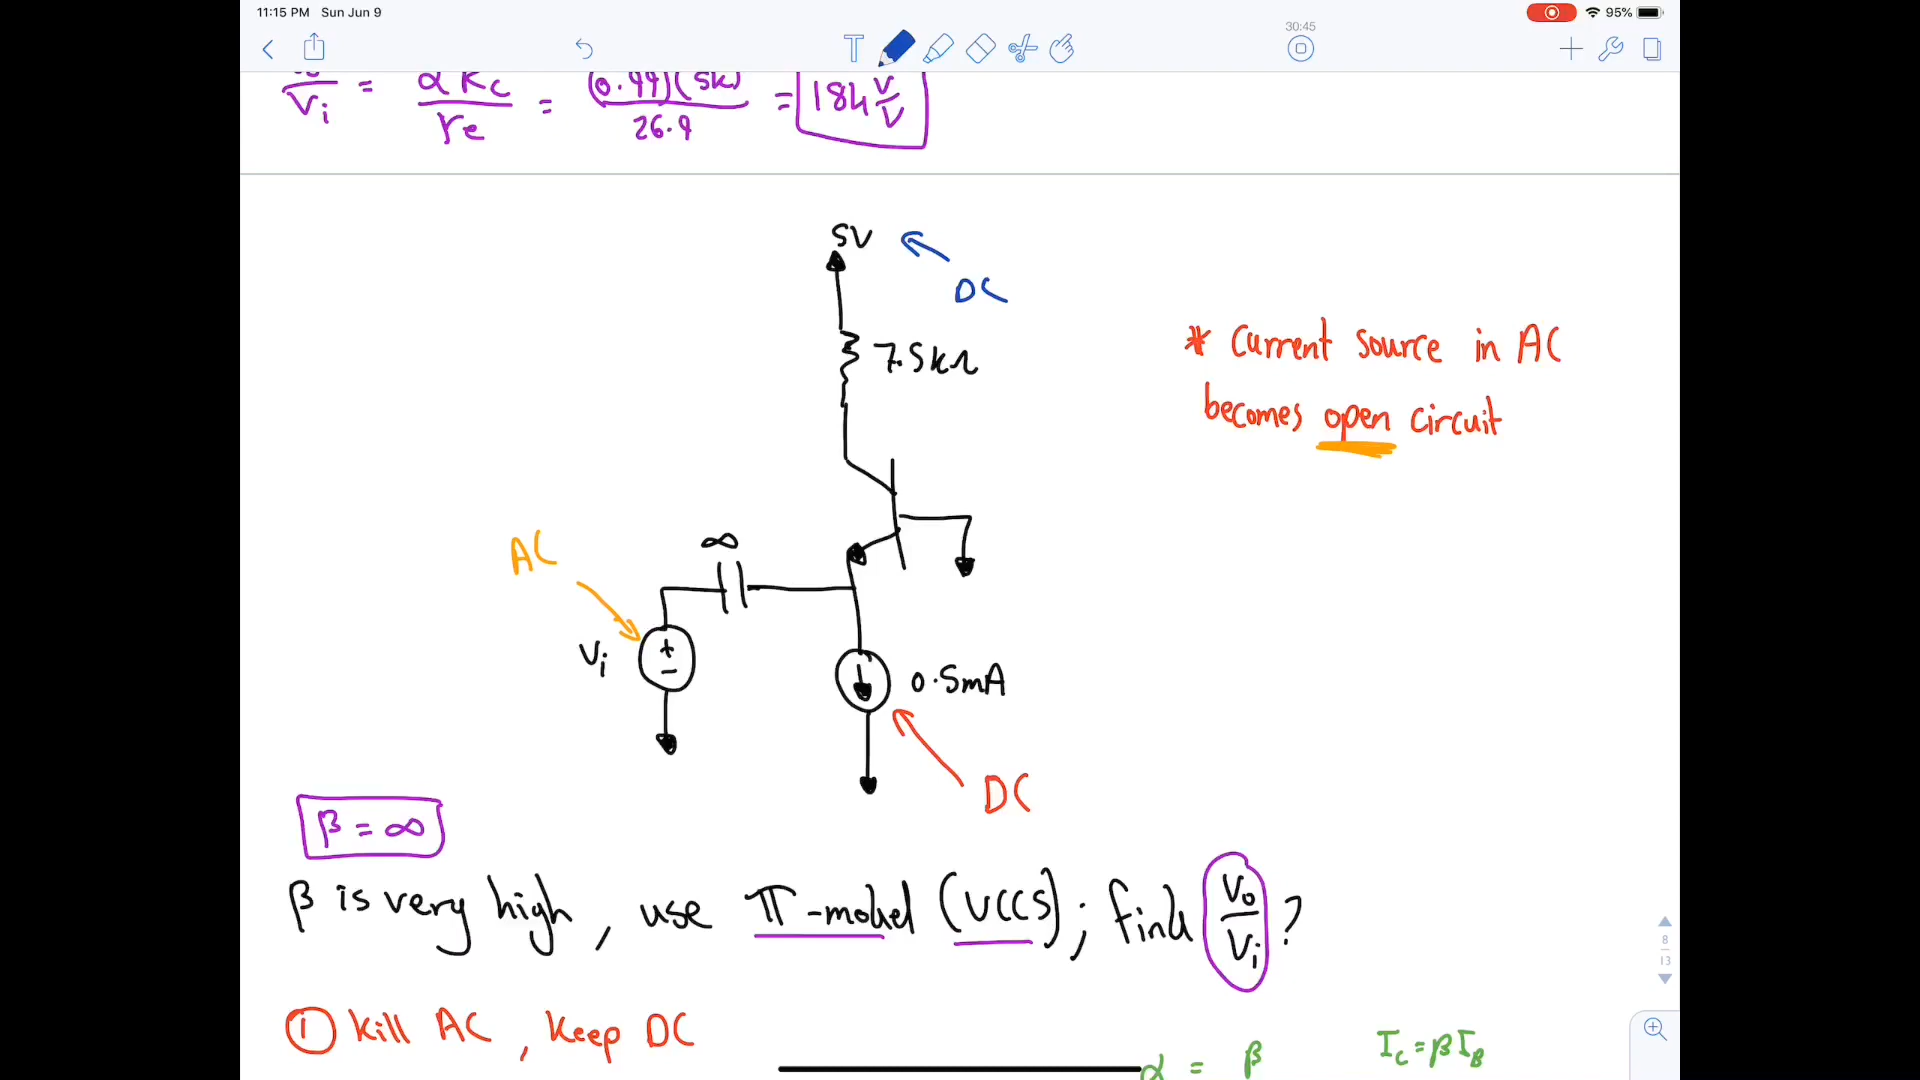 11:15 PM Sun Jun 9
95%
30:45
T
Vi = αRc / re = (0.99)(5k) / 26.9 = 184 V/V
5V
DC
7.5kΩ
* Current source in AC
becomes open circuit
∞
AC
Vi
+
−
0.5mA
DC
β = ∞
β is very high, use π-model (VCCS); find Vo/Vi ?
8
13
① Kill AC, Keep DC
α = β
Ic = βIB